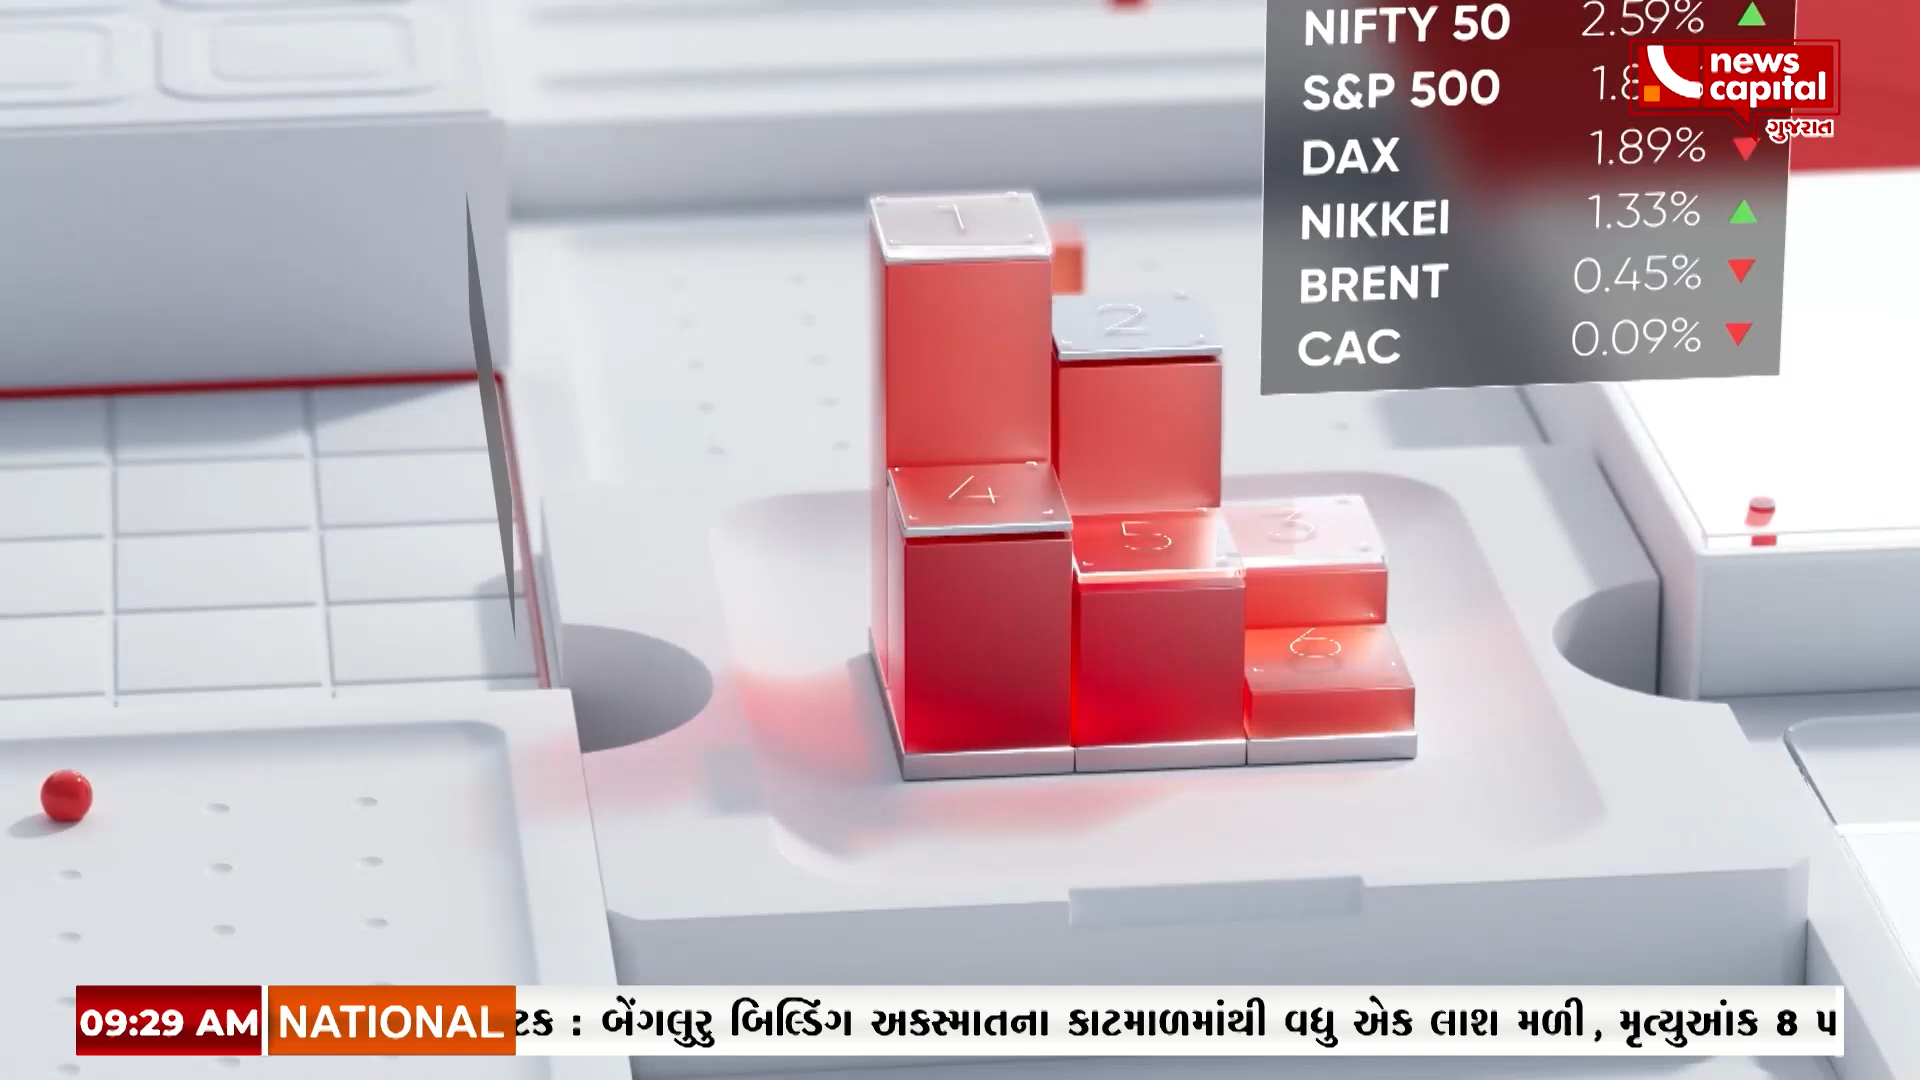 NIFTY 50 2.59%
S&P 500
DAX 1.89%
NIKKEI 1.33%
BRENT 0.45%
CAC 0.09%
news
capital
ગુજરાત
1
2
4
5
3
6
09:29 AM NATIONAL ટક : બેંગલુરુ બિલ્ડિંગ અકસ્માતના કાટમાળમાંથી વધુ એક લાશ મળી, મૃત્યુઆંક 8 પ